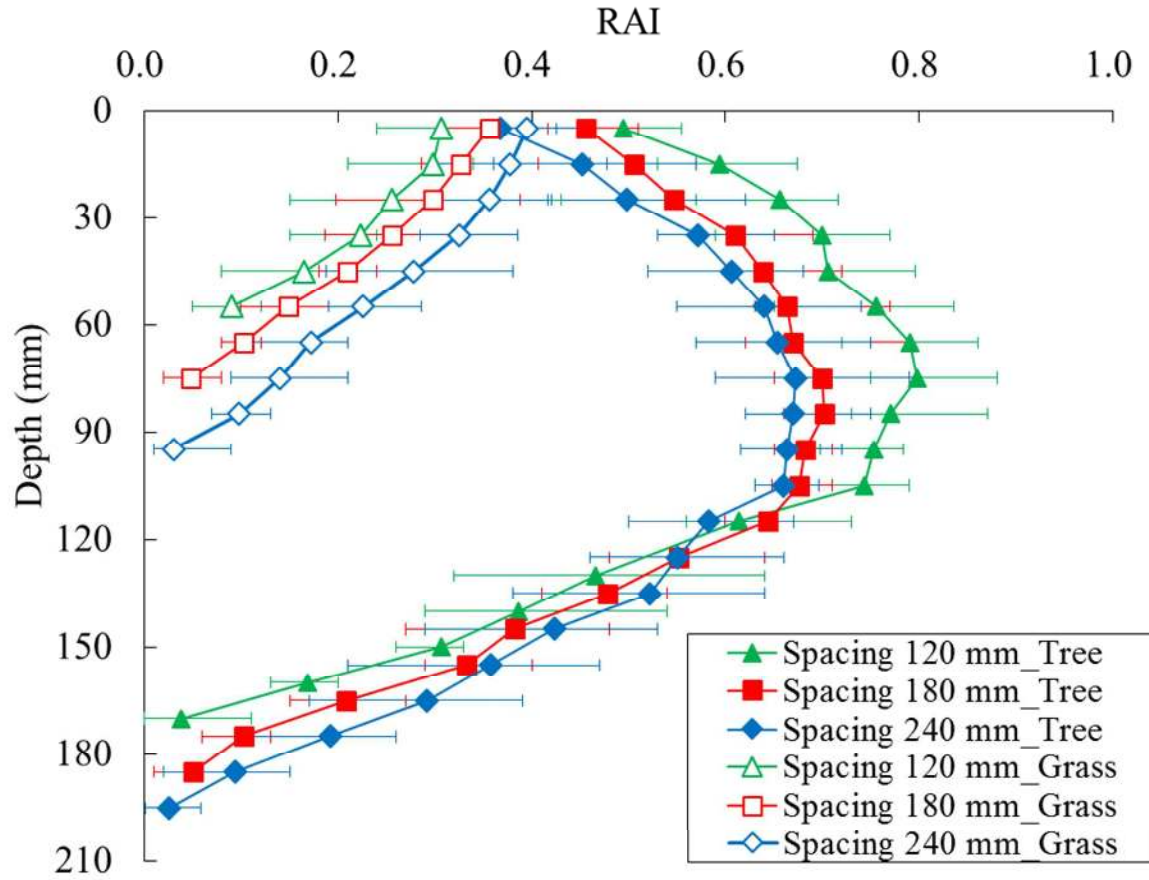 RAI
0.0 0.2 0.4 0.6 0.8 1.0
Depth (mm)
0
30
60
90
120
150
180
210
Spacing 120 mm_Tree
Spacing 180 mm_Tree
Spacing 240 mm_Tree
Spacing 120 mm_Grass
Spacing 180 mm_Grass
Spacing 240 mm_Grass